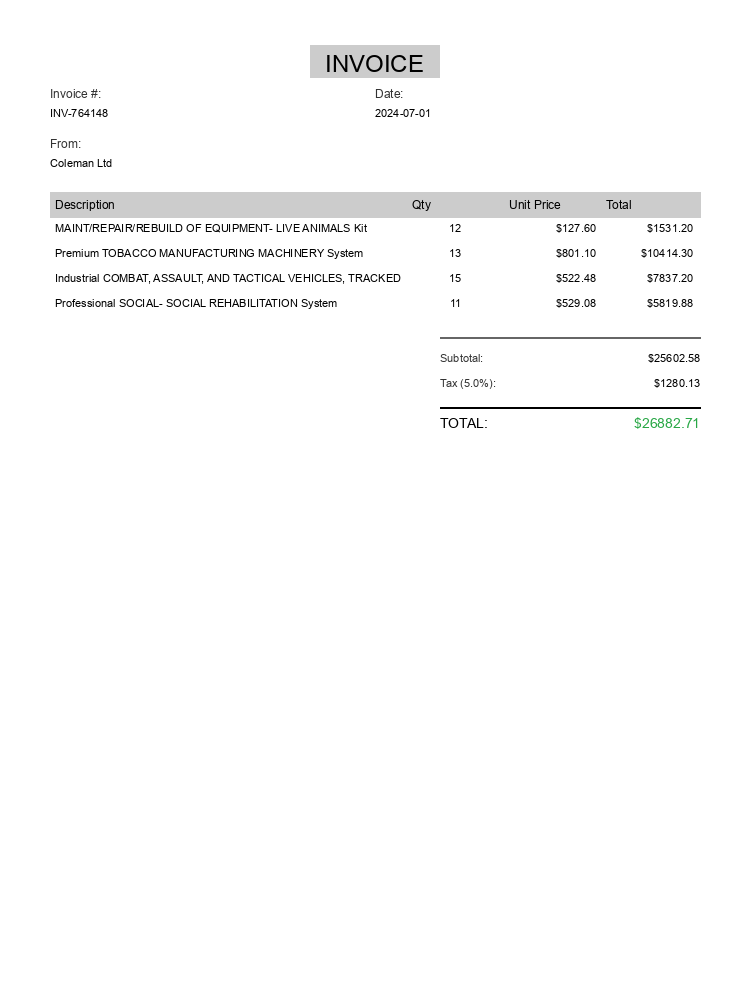 INVOICE
Invoice #: Date:
INV-764148 2024-07-01
From:
Coleman Ltd
Description Qty Unit Price Total
MAINT/REPAIR/REBUILD OF EQUIPMENT- LIVE ANIMALS Kit 12 $127.60 $1531.20
Premium TOBACCO MANUFACTURING MACHINERY System 13 $801.10 $10414.30
Industrial COMBAT, ASSAULT, AND TACTICAL VEHICLES, TRACKED 15 $522.48 $7837.20
Professional SOCIAL- SOCIAL REHABILITATION System 11 $529.08 $5819.88
Subtotal: $25602.58
Tax (5.0%): $1280.13
TOTAL: $26882.71